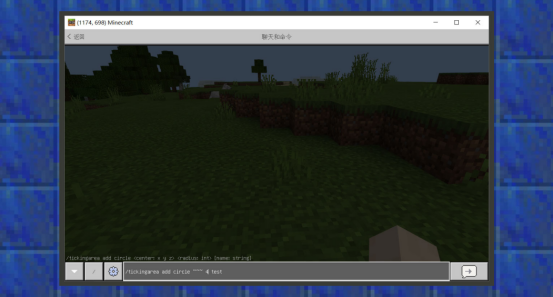 (1174, 698) Minecraft
返回
聊天和命令
/tickingarea add circle <center: x y z> <radius: int> [name: string]
/tickingarea add circle ~~~ 4 test